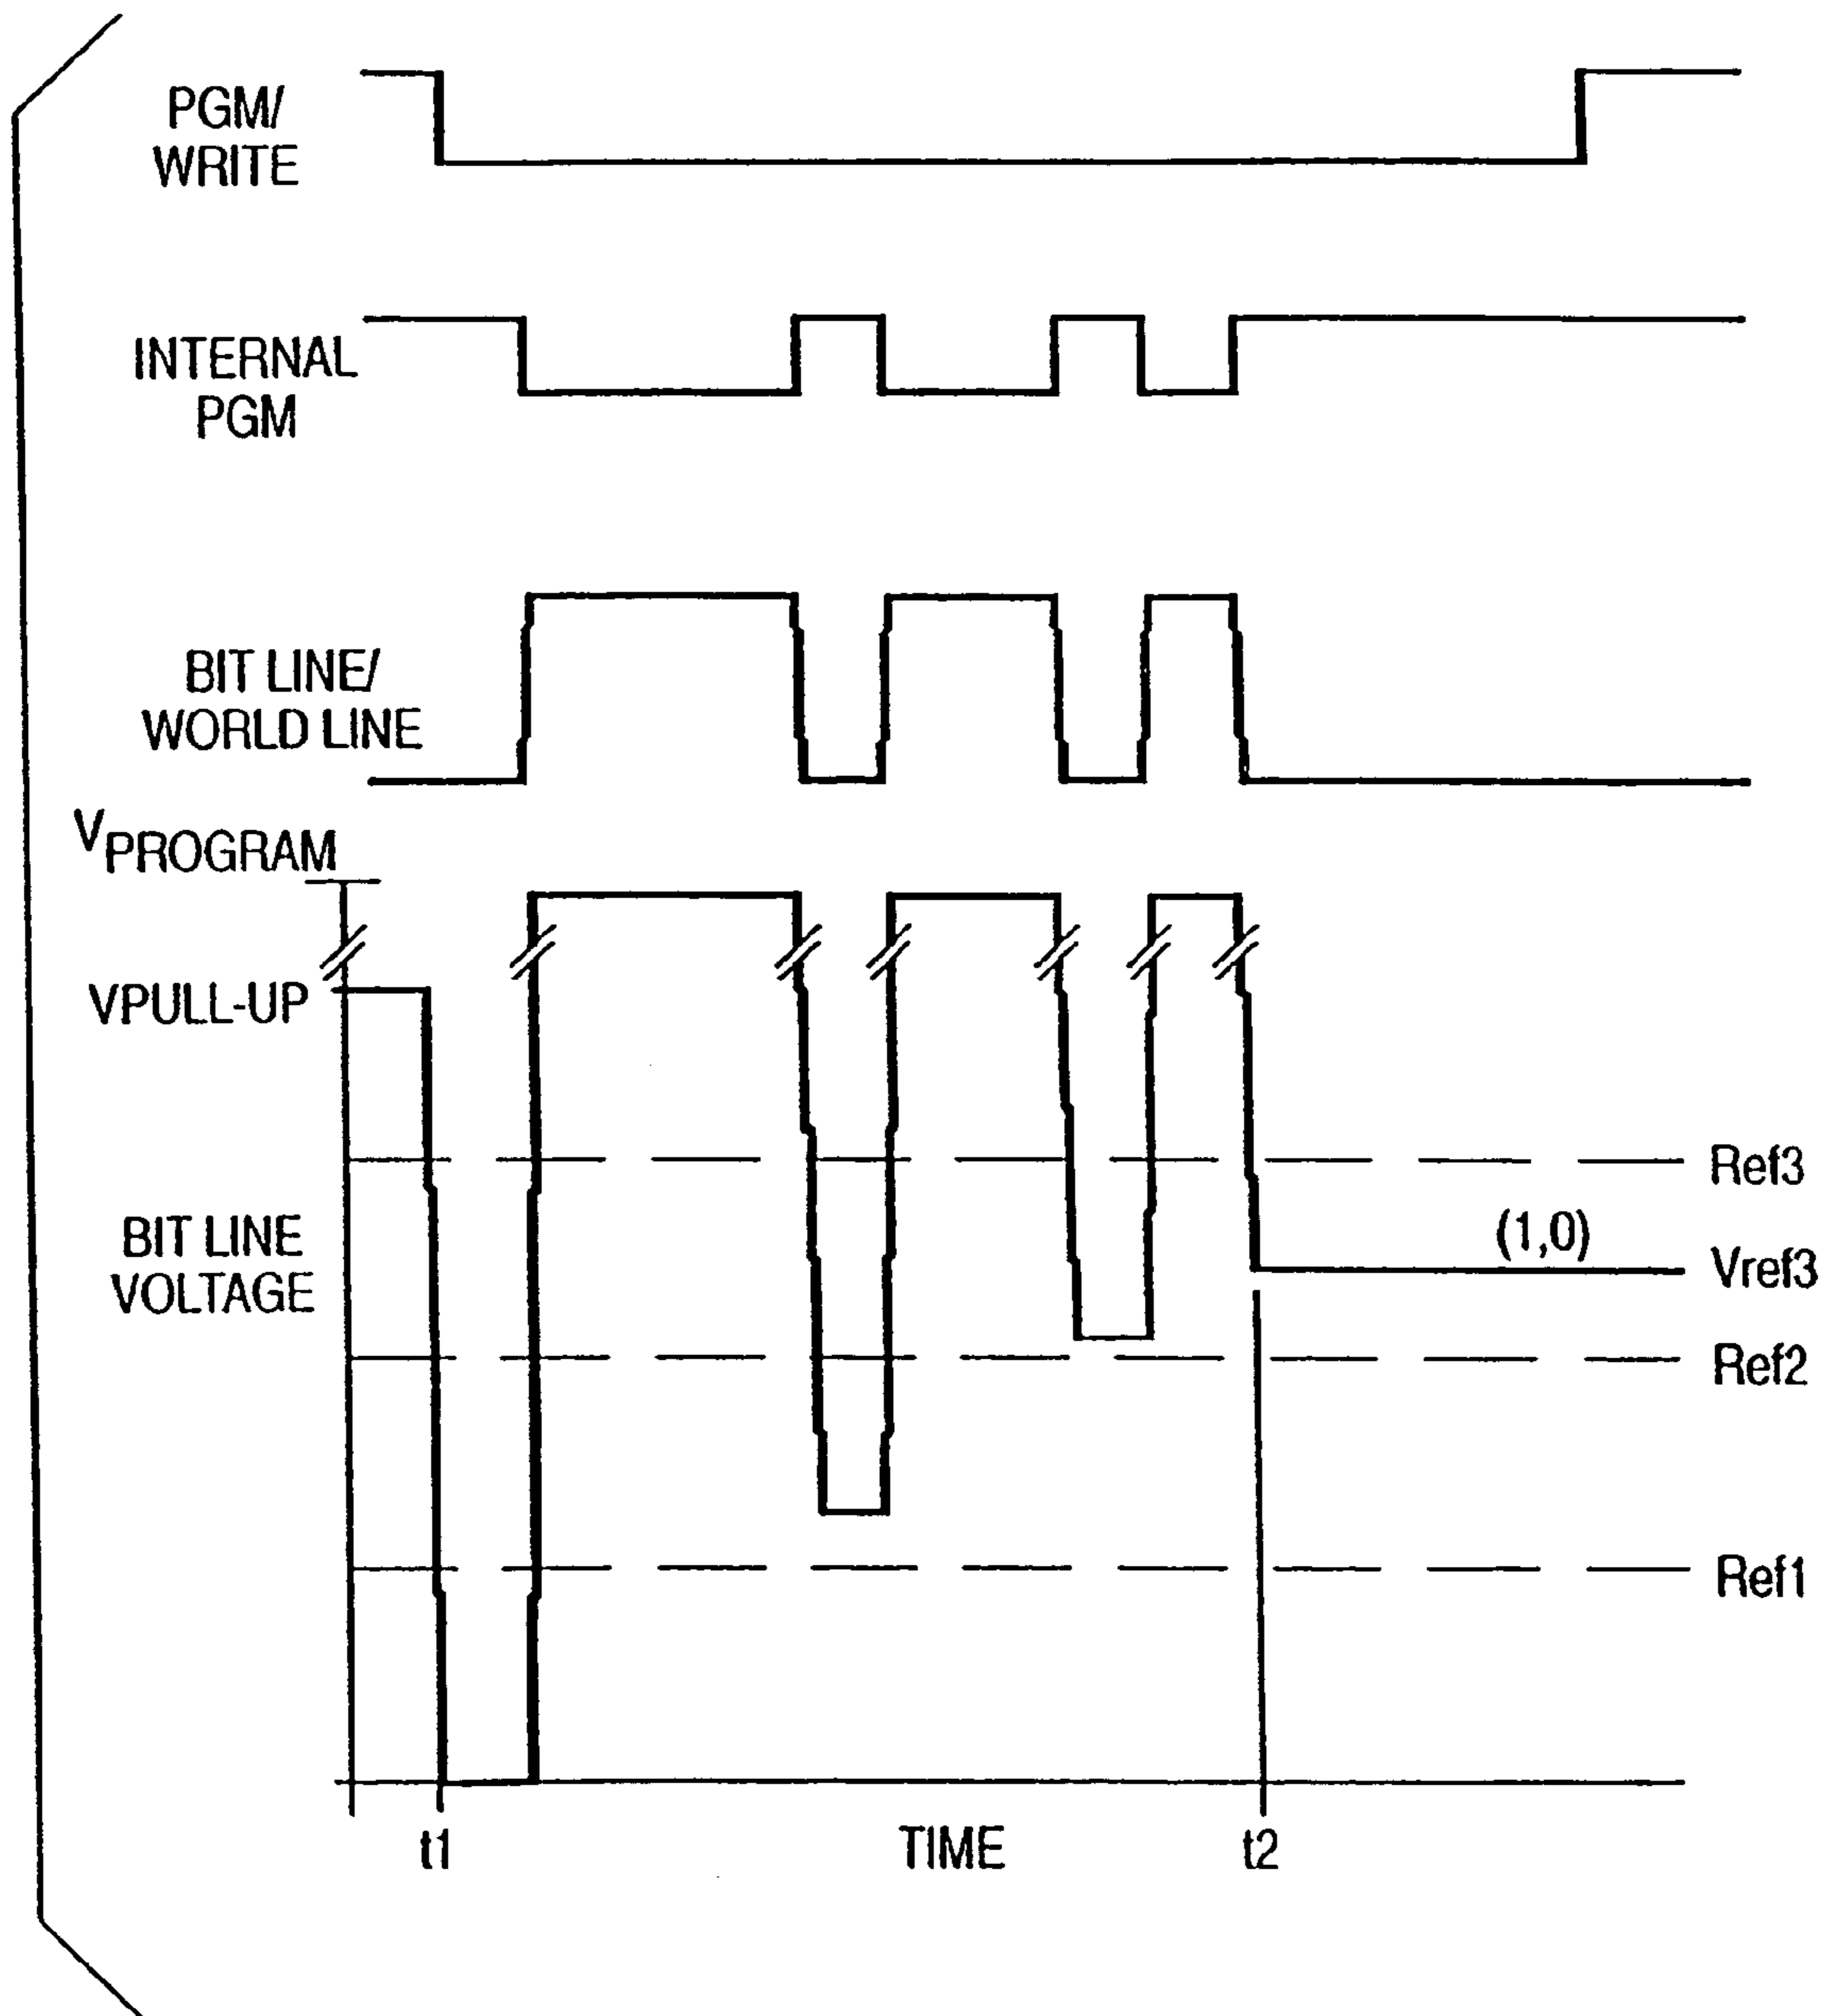 PGM/
WRITE
INTERNAL
PGM
BIT LINE/
WORLD LINE
VPROGRAM
VPULL-UP
Ref3
(1,0)
BIT LINE
VOLTAGE
Vref3
Ref2
Ref1
t1
TIME
t2